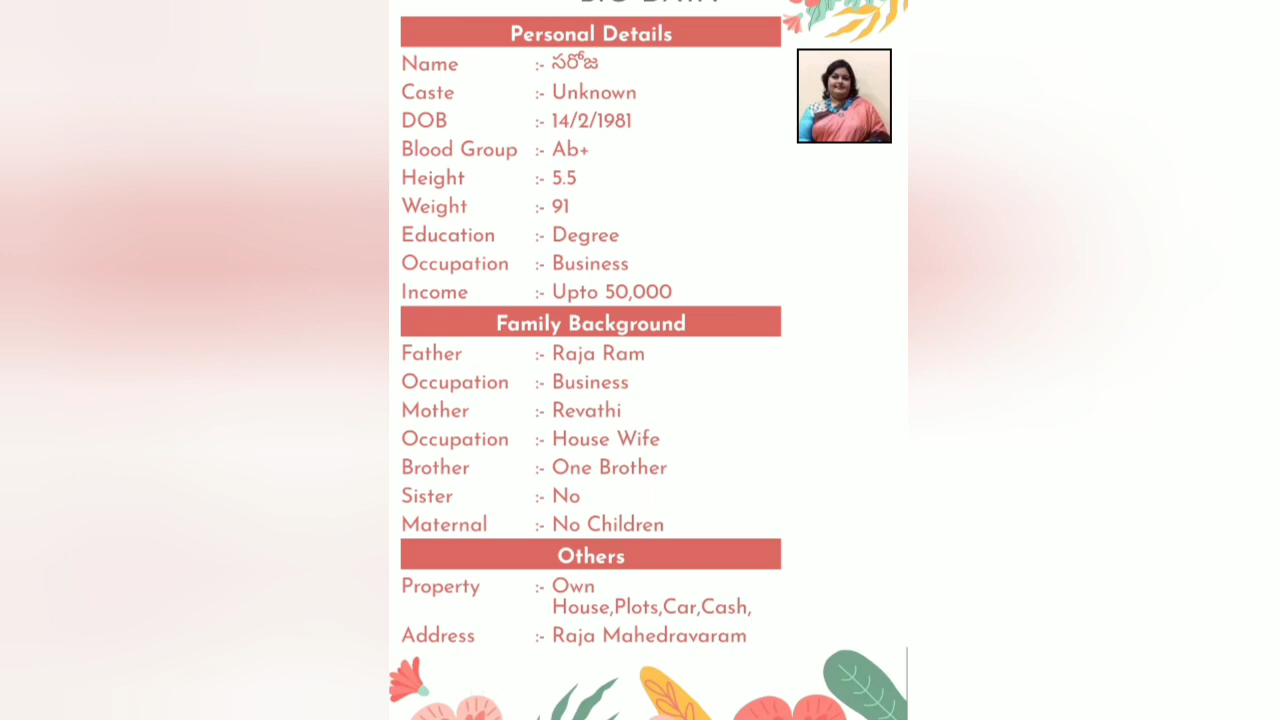 BIO DATA
Personal Details
Name :- సరోజ
Caste :- Unknown
DOB :- 14/2/1981
Blood Group :- Ab+
Height :- 5.5
Weight :- 91
Education :- Degree
Occupation :- Business
Income :- Upto 50,000
Family Background
Father :- Raja Ram
Occupation :- Business
Mother :- Revathi
Occupation :- House Wife
Brother :- One Brother
Sister :- No
Maternal :- No Children
Others
Property :- Own
House,Plots,Car,Cash,
Address :- Raja Mahedravaram